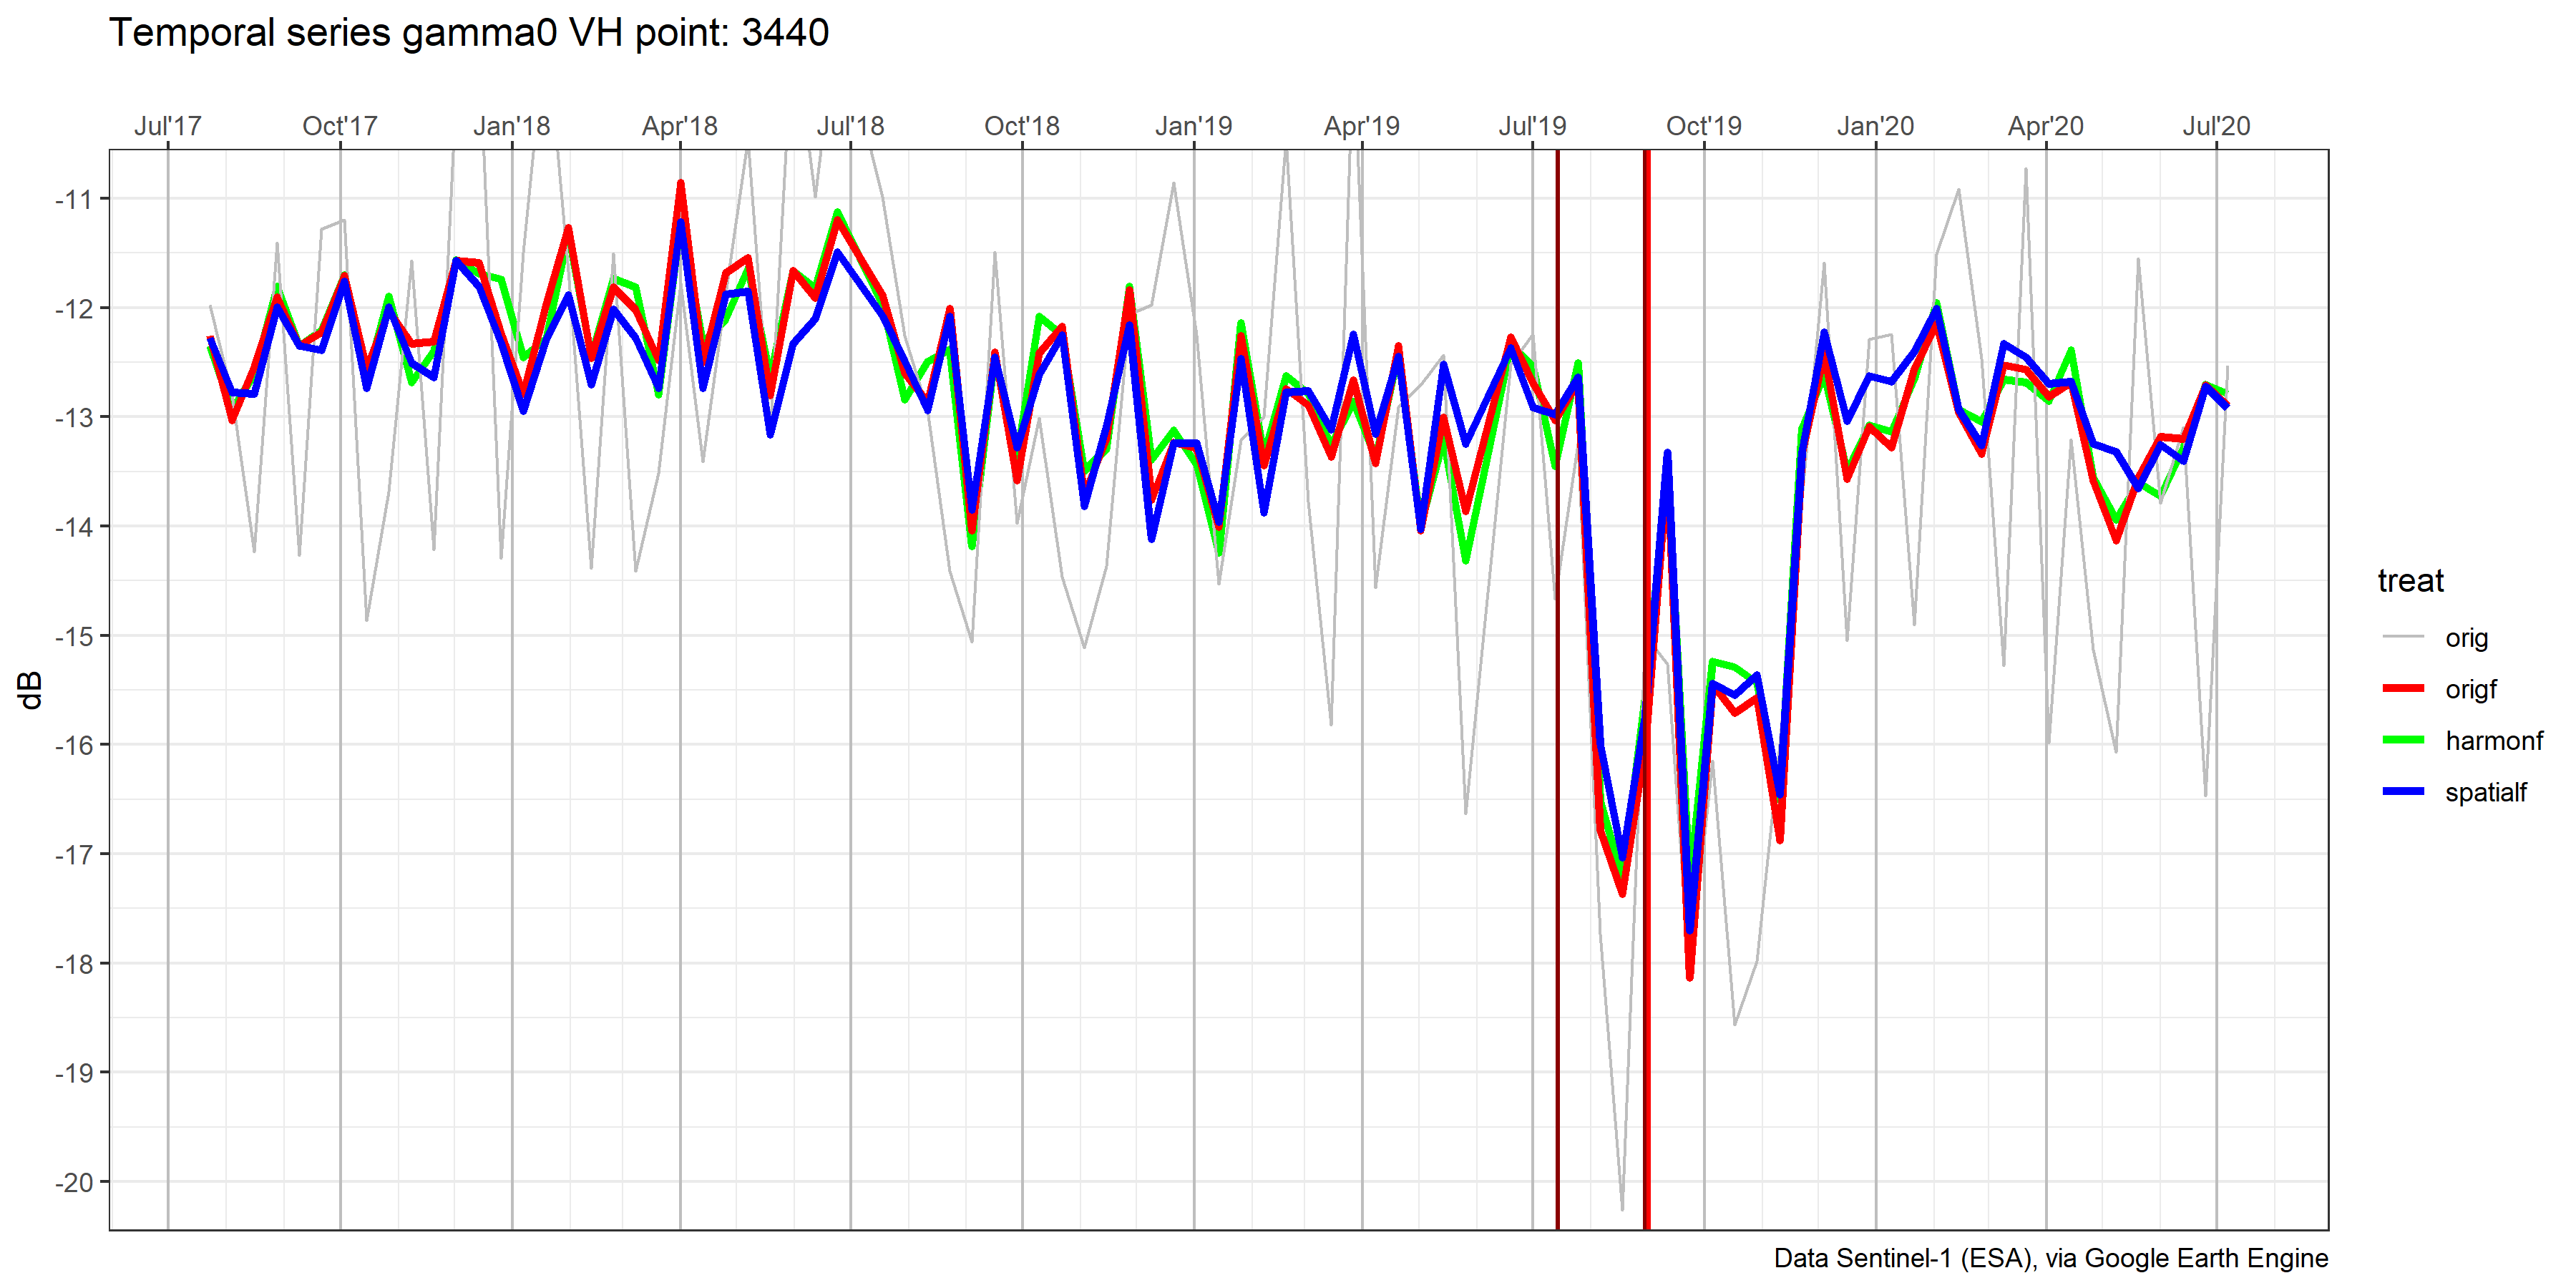 Temporal series gamma0 VH point: 3440
Jul'17 Oct'17 Jan'18 Apr'18 Jul'18 Oct'18 Jan'19 Apr'19 Jul'19 Oct'19 Jan'20 Apr'20 Jul'20
-11
-12
-13
-14
-15
-16
-17
-18
-19
-20
dB
treat
orig
origf
harmonf
spatialf
Data Sentinel-1 (ESA), via Google Earth Engine